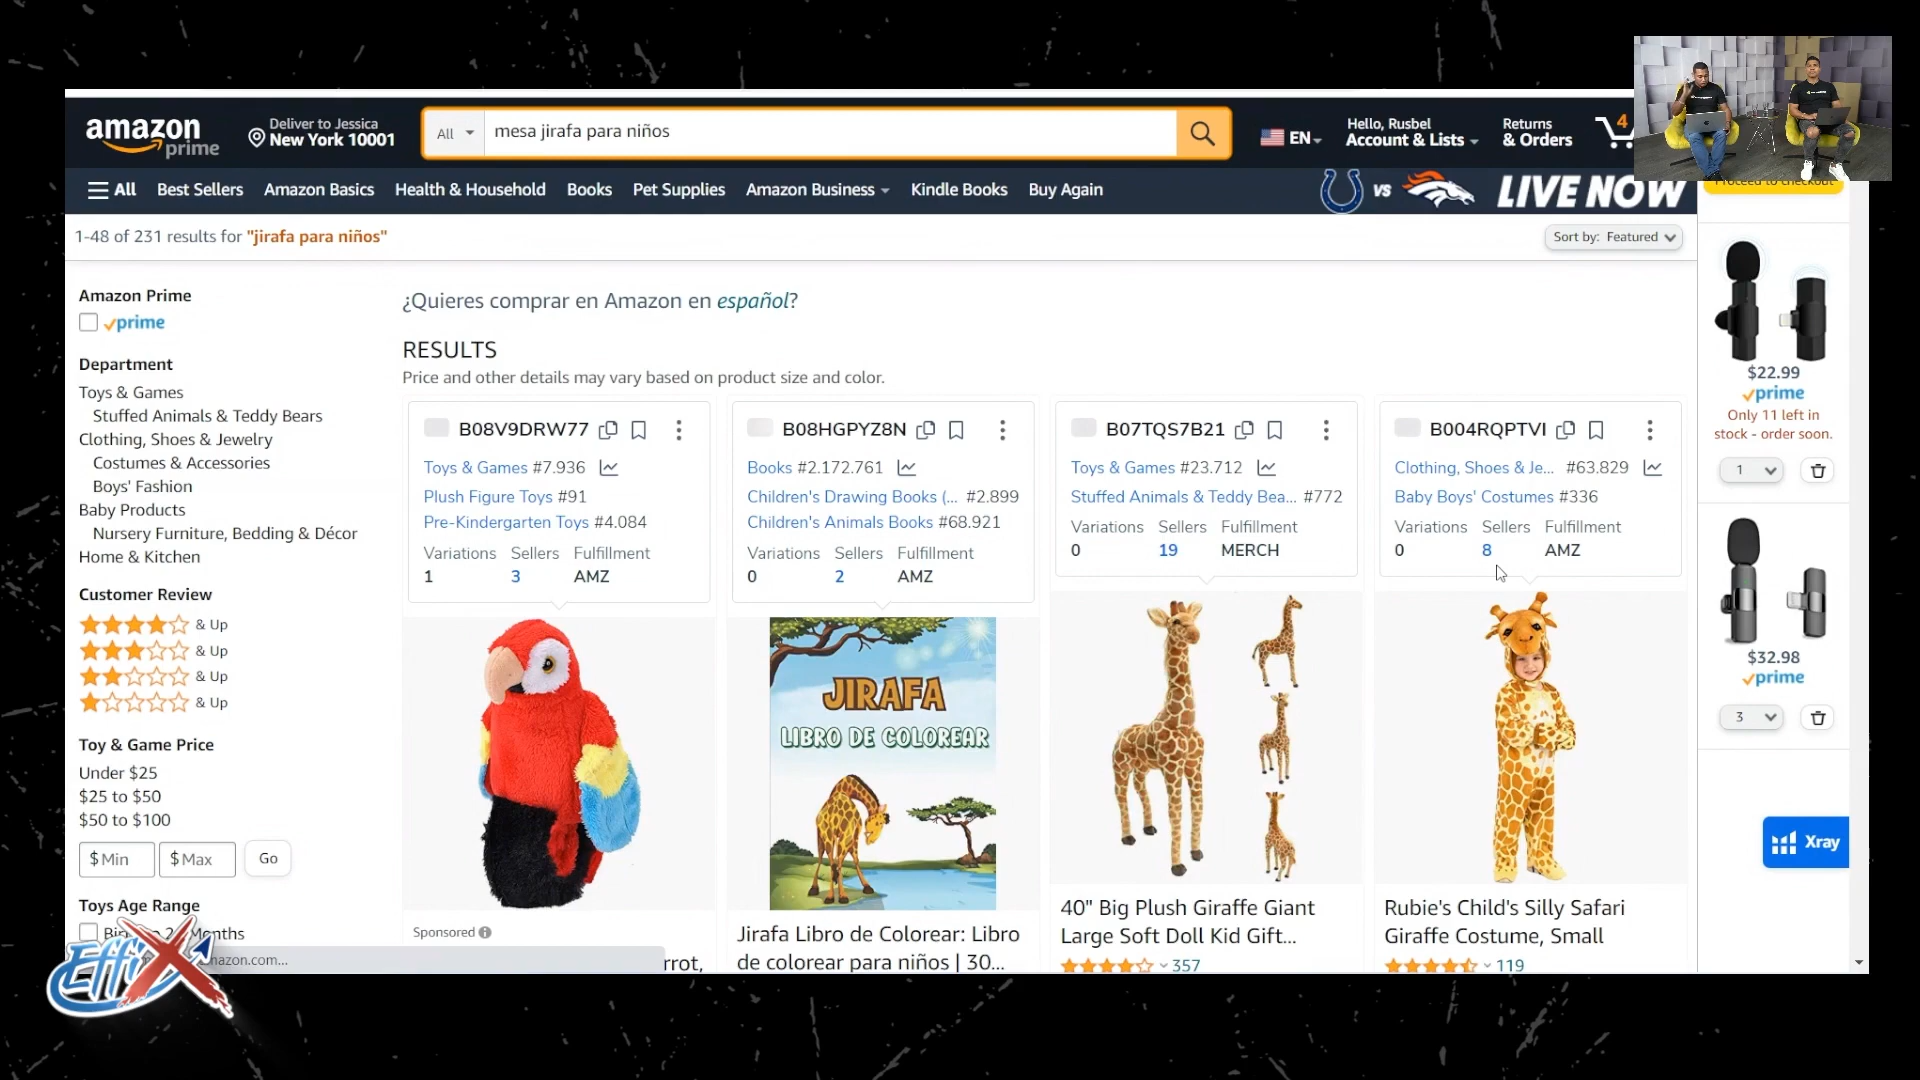 amazon
prime
Deliver to Jessica
New York 10001
All
mesa jirafa para niños
EN
Hello, Rusbel
Account & Lists
Returns
& Orders
4
All
Best Sellers
Amazon Basics
Health & Household
Books
Pet Supplies
Amazon Business
Kindle Books
Buy Again
VS
LIVE NOW
Proceed to checkout
1-48 of 231 results for "jirafa para niños"
Sort by: Featured
Amazon Prime
prime
Department
Toys & Games
Stuffed Animals & Teddy Bears
Clothing, Shoes & Jewelry
Costumes & Accessories
Boys' Fashion
Baby Products
Nursery Furniture, Bedding & Décor
Home & Kitchen
Customer Review
& Up
& Up
& Up
& Up
Toy & Game Price
Under $25
$25 to $50
$50 to $100
$ Min
$ Max
Go
Toys Age Range
Months
EffiX
mazon.com...
¿Quieres comprar en Amazon en español?
RESULTS
Price and other details may vary based on product size and color.
B08V9DRW77
Toys & Games #7.936
Plush Figure Toys #91
Pre-Kindergarten Toys #4.084
Variations Sellers Fulfillment
1 3 AMZ
Sponsored
rrot,
B08HGPYZ8N
Books #2.172.761
Children's Drawing Books (... #2.899
Children's Animals Books #68.921
Variations Sellers Fulfillment
0 2 AMZ
JIRAFA
LIBRO DE COLOREAR
Jirafa Libro de Colorear: Libro
de colorear para niños | 30...
B07TQS7B21
Toys & Games #23.712
Stuffed Animals & Teddy Bea... #772
Variations Sellers Fulfillment
0 19 MERCH
40" Big Plush Giraffe Giant
Large Soft Doll Kid Gift...
357
B004RQPTVI
Clothing, Shoes & Je... #63.829
Baby Boys' Costumes #336
Variations Sellers Fulfillment
0 8 AMZ
Rubie's Child's Silly Safari
Giraffe Costume, Small
119
$22.99
prime
Only 11 left in
stock - order soon.
1
$32.98
prime
3
Xray